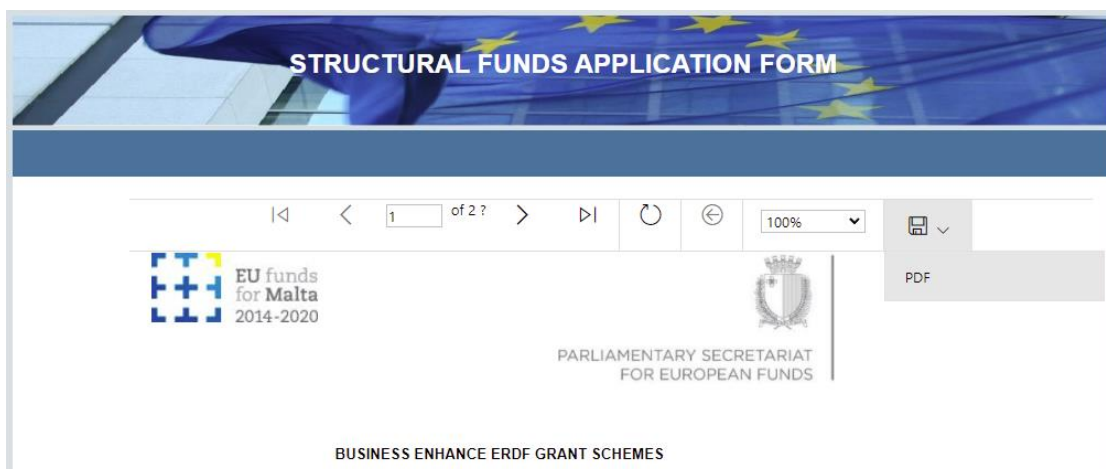 STRUCTURAL FUNDS APPLICATION FORM
1 of 2 ? 100%
PDF
EU funds
for Malta
2014-2020
PARLIAMENTARY SECRETARIAT
FOR EUROPEAN FUNDS
BUSINESS ENHANCE ERDF GRANT SCHEMES